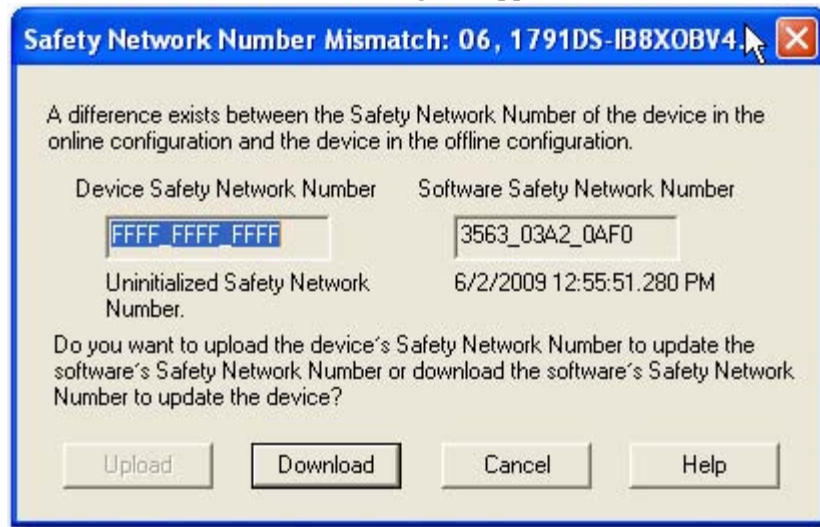 Safety Network Number Mismatch: 06, 1791DS-IB8XOBV4.
A difference exists between the Safety Network Number of the device in the
online configuration and the device in the offline configuration.
Device Safety Network Number Software Safety Network Number
FFFF_FFFF_FFFF 3563_03A2_0AF0
Uninitialized Safety Network 6/2/2009 12:55:51.280 PM
Number.
Do you want to upload the device's Safety Network Number to update the
software's Safety Network Number or download the software's Safety Network
Number to update the device?
Upload Download Cancel Help